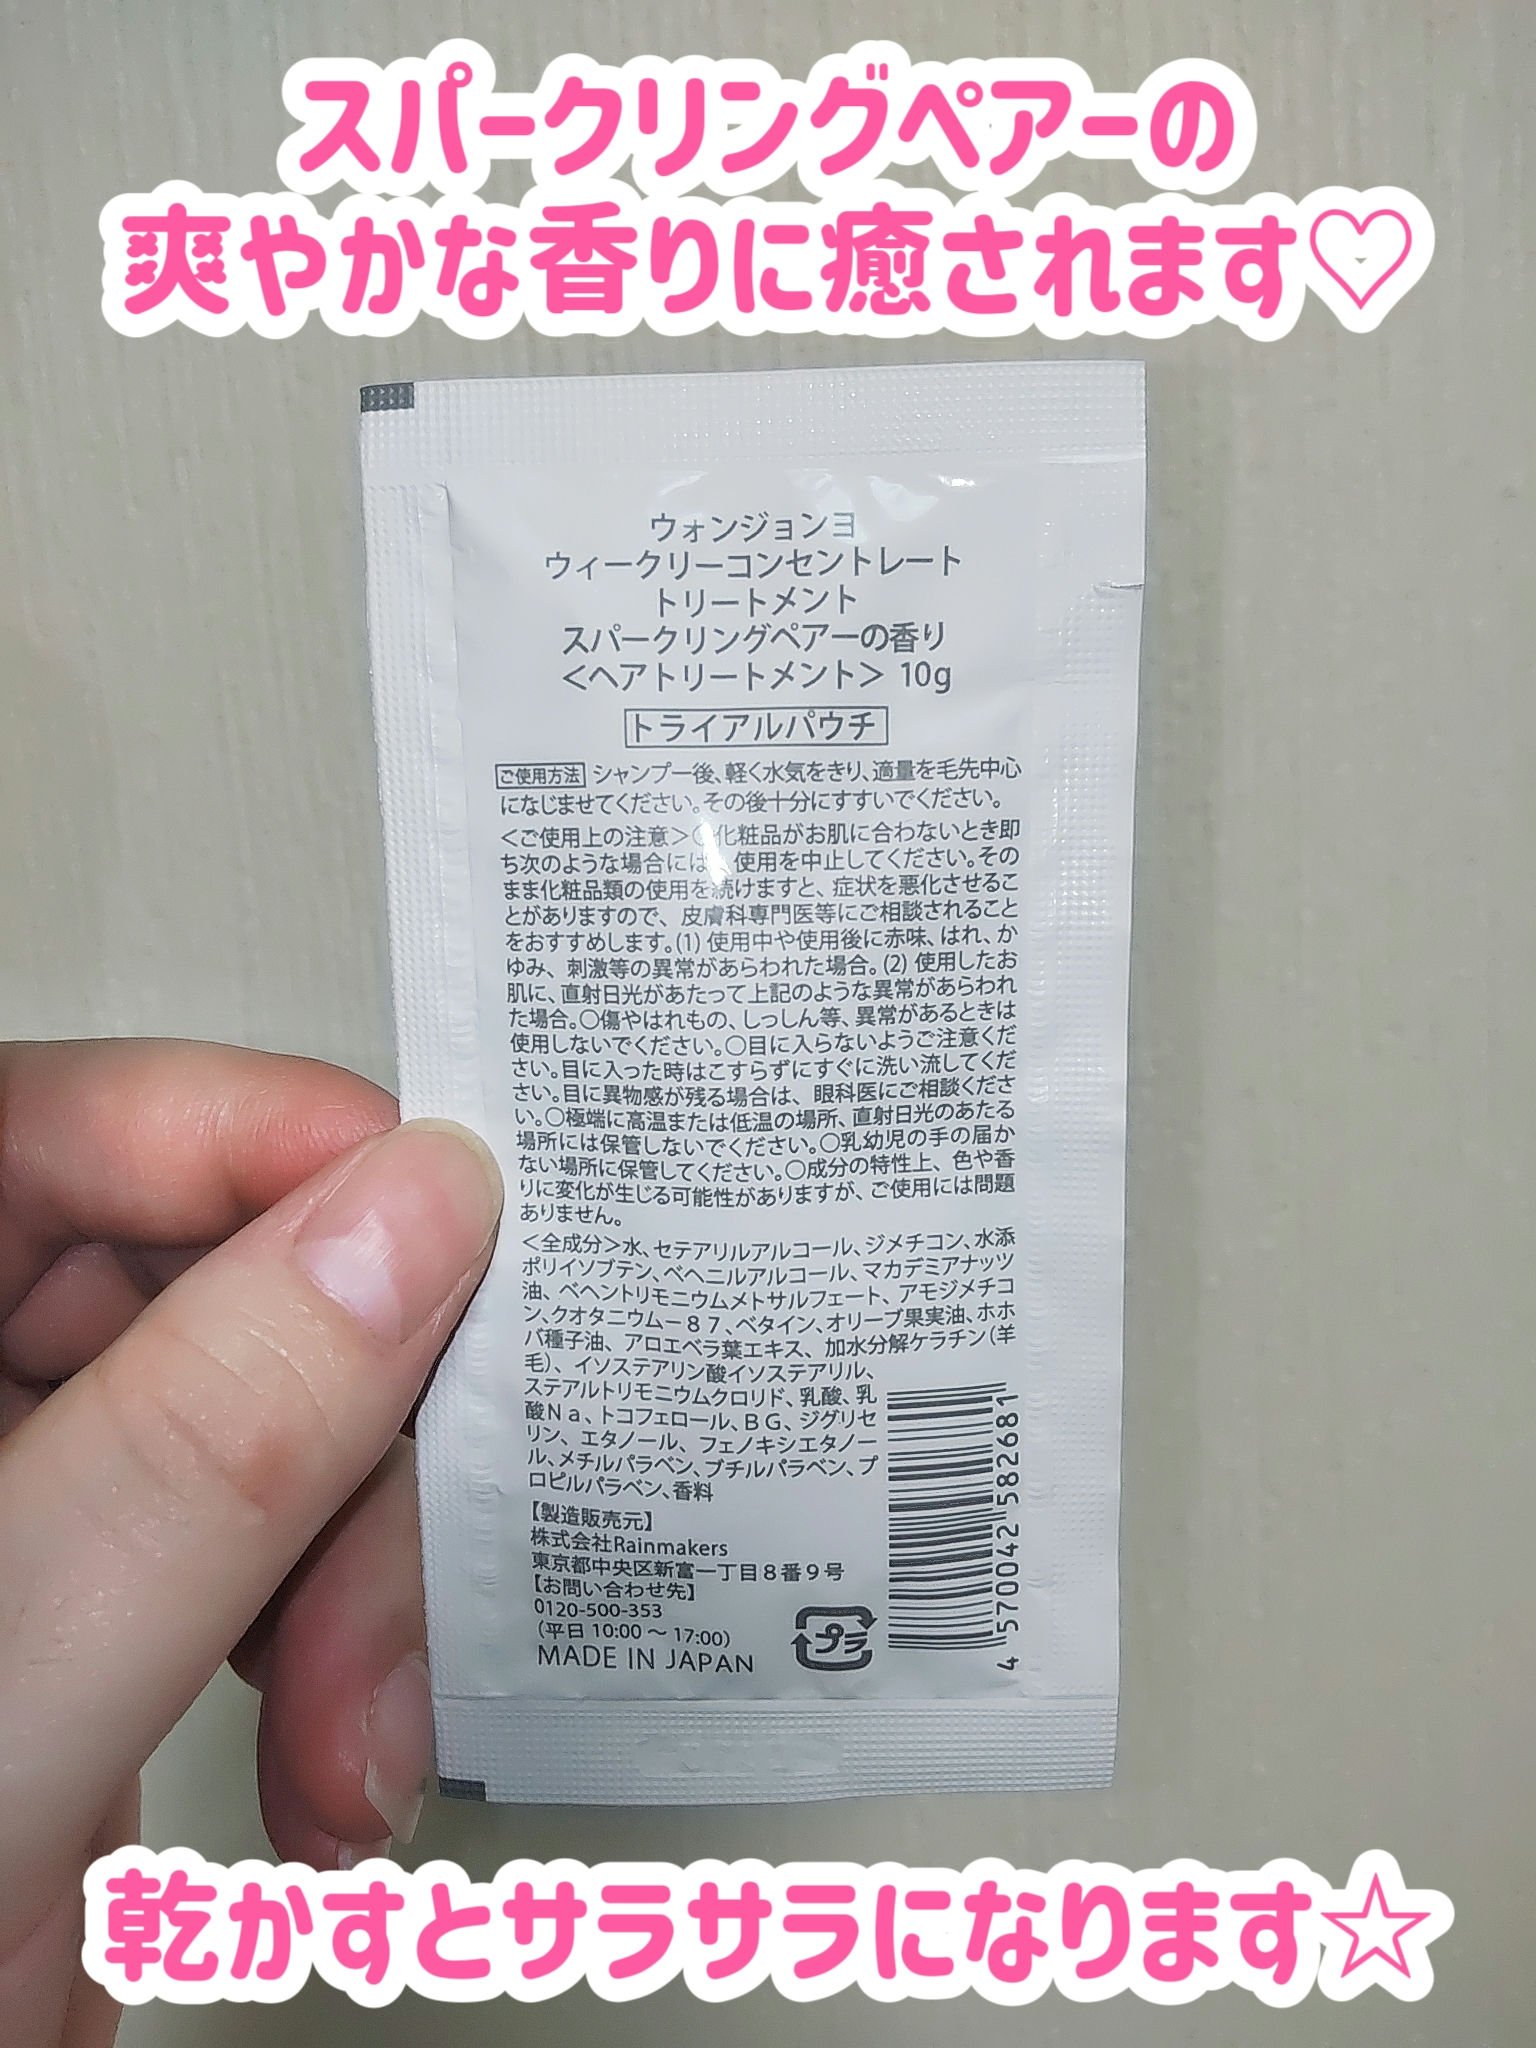 スパークリングペアーの
爽やかな香りに癒されます♡
ウォンジョンヨ
ウィークリーコンセントレート
トリートメント
スパークリングペアーの香り
＜ヘアトリートメント＞ 10g
トライアルパウチ
ご使用方法 シャンプー後、軽く水気をきり、適量を毛先中心
になじませてください。その後十分にすすいでください。
＜ご使用上の注意＞○化粧品がお肌に合わないとき即
ち次のような場合には、使用を中止してください。その
まま化粧品類の使用を続けますと、症状を悪化させるこ
とがありますので、皮膚科専門医等にご相談されること
をおすすめします。(1) 使用中や使用後に赤味、はれ、か
ゆみ、刺激等の異常があらわれた場合。(2) 使用したお
肌に、直射日光があたって上記のような異常があらわれ
た場合。○傷やはれもの、しっしん等、異常があるときは
使用しないでください。○目に入らないようご注意くだ
さい。目に入った時はこすらずにすぐに洗い流してくだ
さい。目に異物感が残る場合は、眼科医にご相談くださ
い。○極端に高温または低温の場所、直射日光のあたる
場所には保管しないでください。○乳幼児の手の届か
ない場所に保管してください。○成分の特性上、色や香
りに変化が生じる可能性がありますが、ご使用には問題
ありません。
＜全成分＞水、セテアリルアルコール、ジメチコン、水添
ポリイソブテン、ベヘニルアルコール、マカデミアナッツ
油、ベヘントリモニウムメトサルフェート、アモジメチコ
ン、クオタニウム－８７、ベタイン、オリーブ果実油、ホホ
バ種子油、アロエベラ葉エキス、加水分解ケラチン（羊
毛）、イソステアリン酸イソステアリル、
ステアルトリモニウムクロリド、乳酸、乳
酸Ｎａ、トコフェロール、ＢＧ、ジグリセ
リン、エタノール、フェノキシエタノー
ル、メチルパラベン、ブチルパラベン、プ
ロピルパラベン、香料
【製造販売元】
株式会社Rainmakers
東京都中央区新富一丁目８番９号
【お問い合わせ先】
0120-500-353
（平日 10:00 ～ 17:00）
MADE IN JAPAN
プラ
4 570042 582681
乾かすとサラサラになります☆